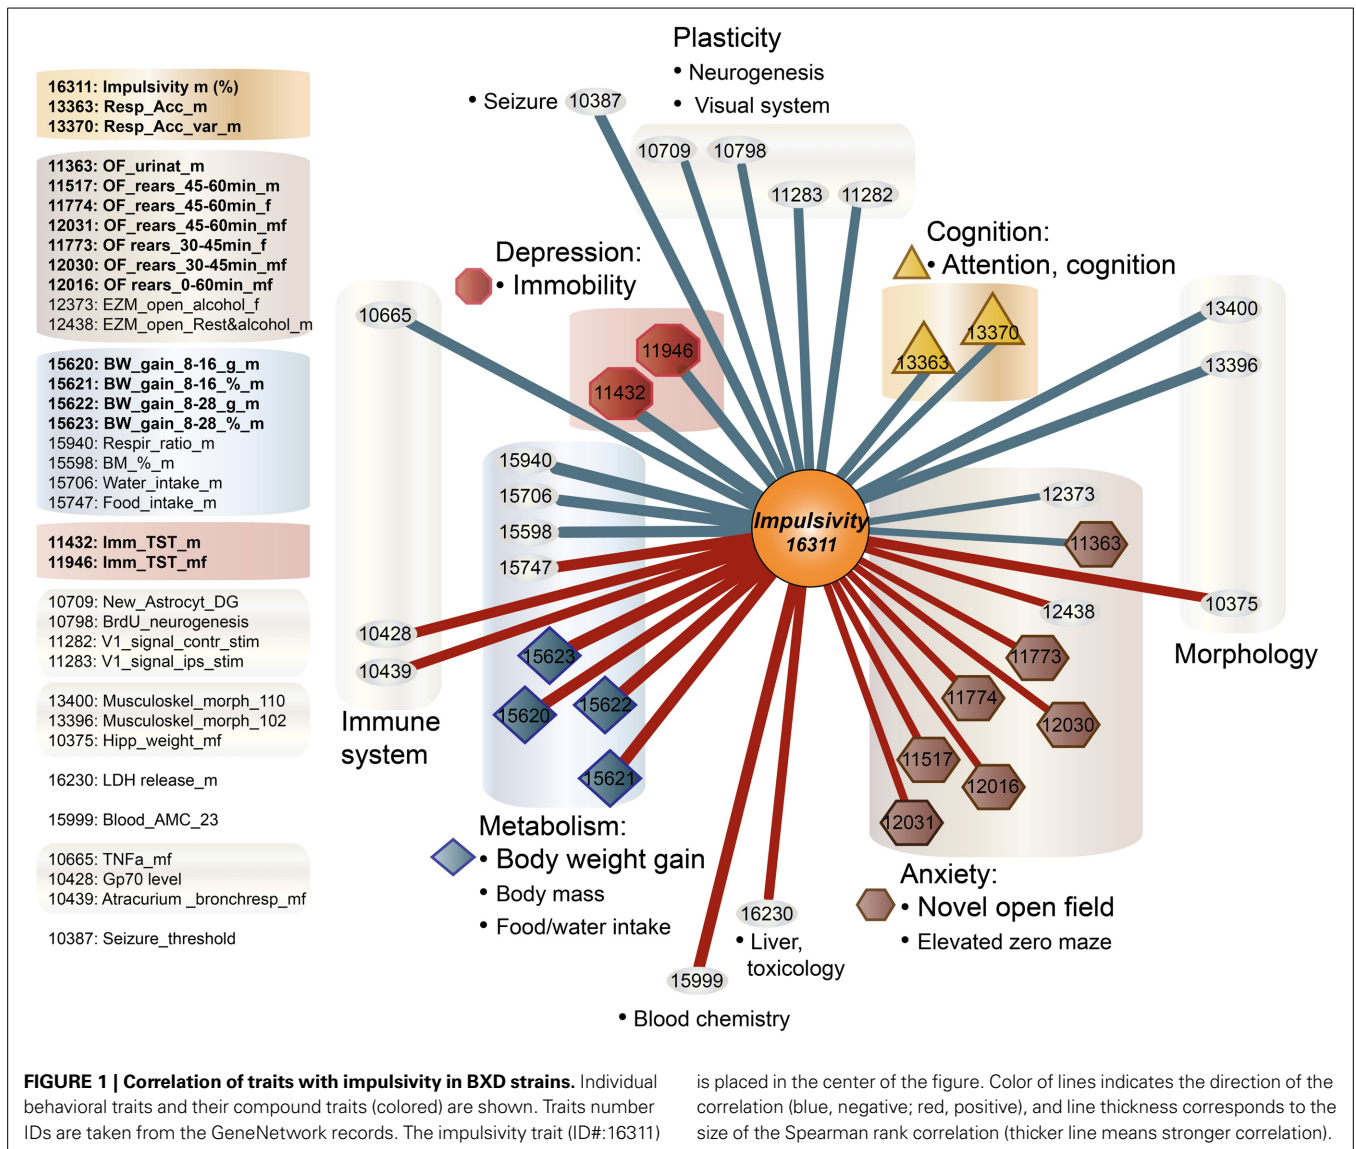 16311: Impulsivity m (%)
13363: Resp_Acc_m
13370: Resp_Acc_var_m
11363: OF_urinat_m
11517: OF_rears_45-60min_m
11774: OF_rears_45-60min_f
12031: OF_rears_45-60min_mf
11773: OF rears_30-45min_f
12030: OF_rears_30-45min_mf
12016: OF rears_0-60min_mf
12373: EZM_open_alcohol_f
12438: EZM_open_Rest&alcohol_m
15620: BW_gain_8-16_g_m
15621: BW_gain_8-16_%_m
15622: BW_gain_8-28_g_m
15623: BW_gain_8-28_%_m
15940: Respir_ratio_m
15598: BM_%_m
15706: Water_intake_m
15747: Food_intake_m
11432: Imm_TST_m
11946: Imm_TST_mf
10709: New_Astrocyt_DG
10798: BrdU_neurogenesis
11282: V1_signal_contr_stim
11283: V1_signal_ips_stim
13400: Musculoskel_morph_110
13396: Musculoskel_morph_102
10375: Hipp_weight_mf
16230: LDH release_m
15999: Blood_AMC_23
10665: TNFa_mf
10428: Gp70 level
10439: Atracurium _bronchresp_mf
10387: Seizure_threshold
Plasticity
• Neurogenesis
• Visual system
• Seizure
10387
10709
10798
11283
11282
Depression:
• Immobility
11946
11432
Cognition:
• Attention, cognition
13370
13363
10665
10428
10439
Immune
system
13400
13396
10375
Morphology
15940
15706
15598
15747
15623
15620
15622
15621
Metabolism:
• Body weight gain
• Body mass
• Food/water intake
Impulsivity
16311
12373
11363
12438
11773
11774
12030
11517
12016
12031
Anxiety:
• Novel open field
• Elevated zero maze
16230
• Liver,
toxicology
15999
• Blood chemistry
FIGURE 1 | Correlation of traits with impulsivity in BXD strains. Individual
behavioral traits and their compound traits (colored) are shown. Traits number
IDs are taken from the GeneNetwork records. The impulsivity trait (ID#:16311)
is placed in the center of the figure. Color of lines indicates the direction of the
correlation (blue, negative; red, positive), and line thickness corresponds to the
size of the Spearman rank correlation (thicker line means stronger correlation).